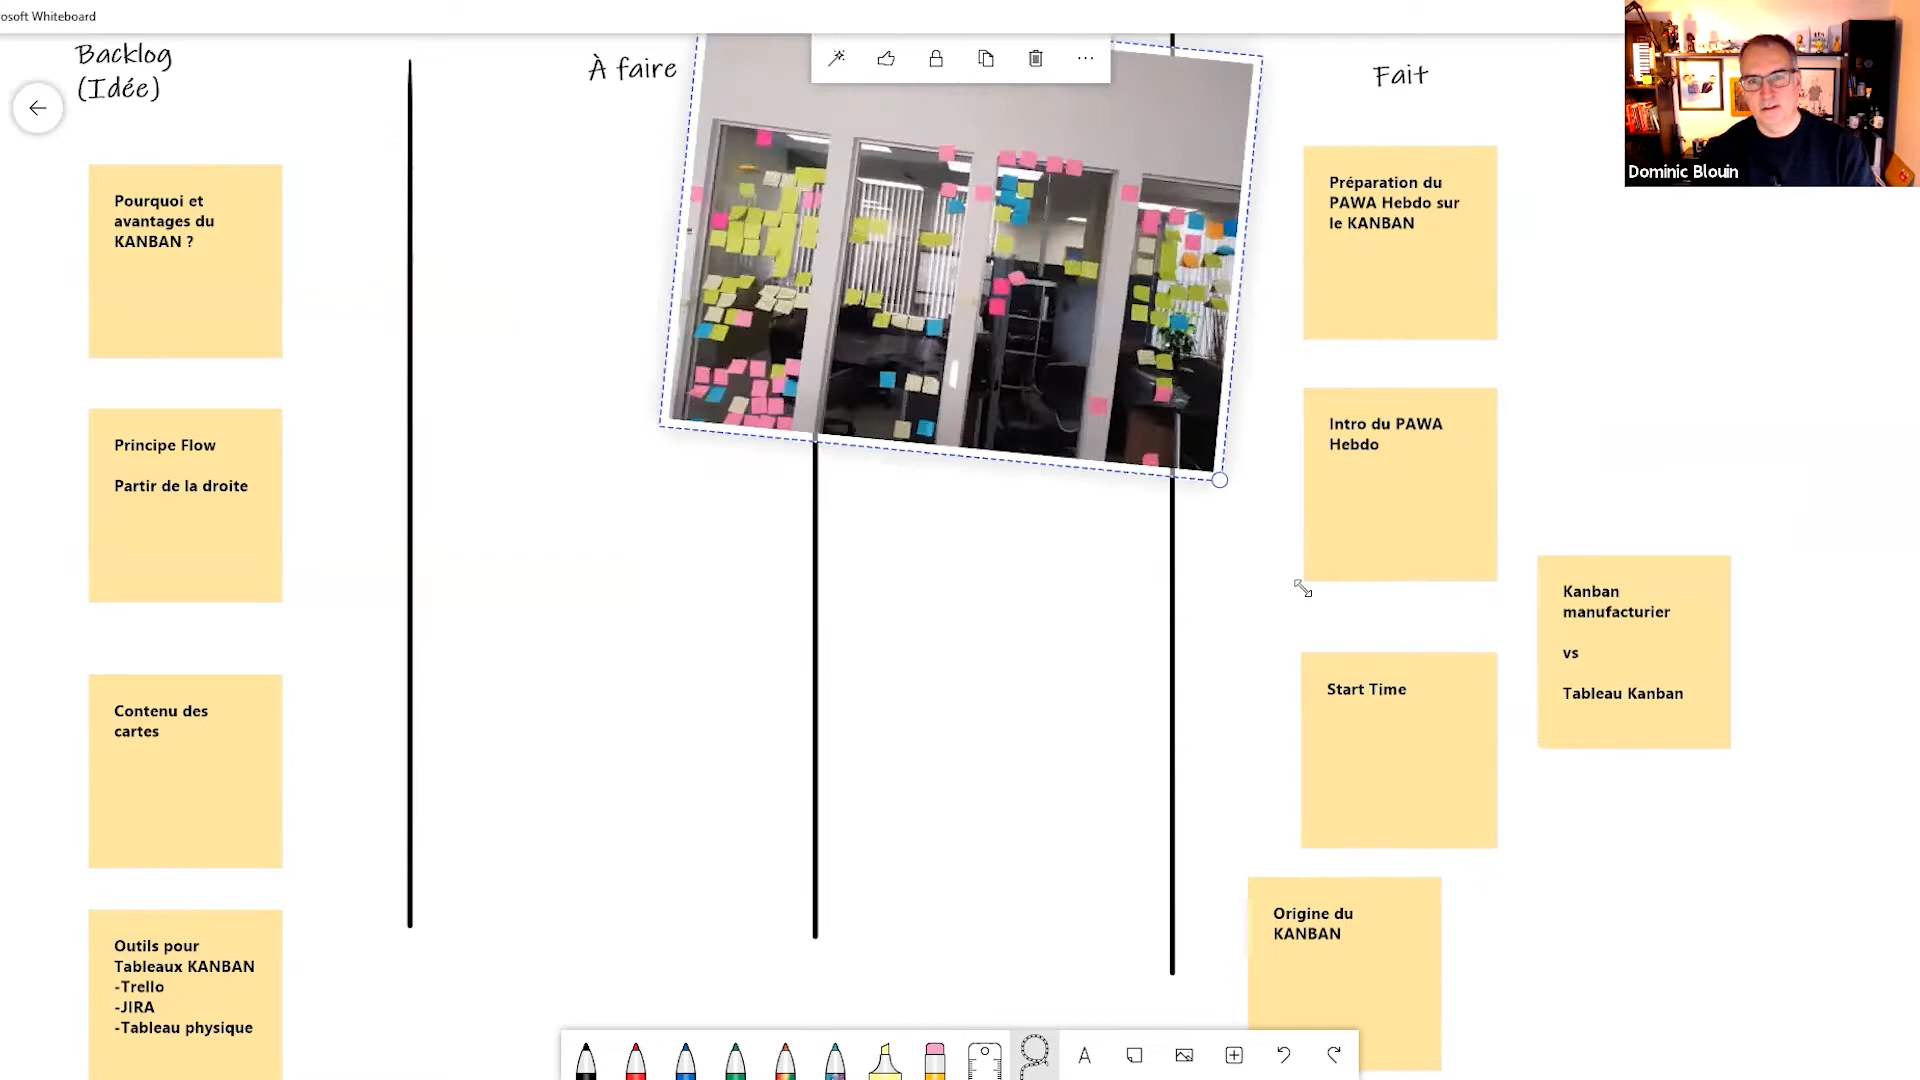 osoft Whiteboard
Backlog
(Idée)
À faire
Fait
Dominic Blouin
Pourquoi et
avantages du
KANBAN ?
Principe Flow
Partir de la droite
Contenu des
cartes
Outils pour
Tableaux KANBAN
-Trello
-JIRA
-Tableau physique
Préparation du
PAWA Hebdo sur
le KANBAN
Intro du PAWA
Hebdo
Start Time
Origine du
KANBAN
Kanban
manufacturier
vs
Tableau Kanban